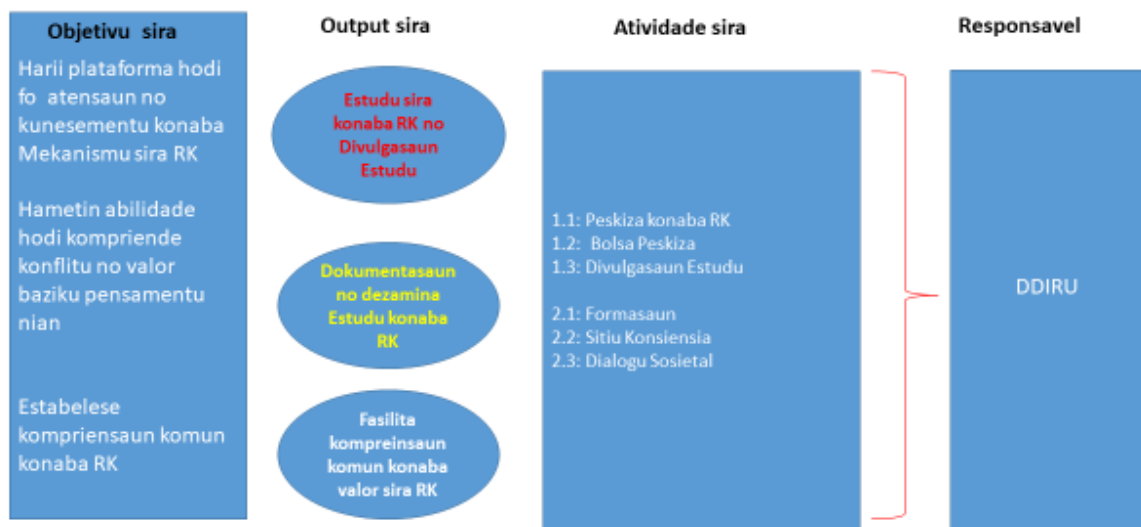 Objetivu sira
Harii plataforma hodi
fo atensaun no
kunesementu konaba
Mekanismu sira RK
Hametin abilidade
hodi kompriende
konflitu no valor
baziku pensamentu
nian
Estabelese
kompriensaun komun
konaba RK
Output sira
Estudu sira
konaba RK no
Divulgasaun
Estudu
Dokumentasaun
no dezamina
Estudu konaba
RK
Fasilita
kompreinsaun
komun konaba
valor sira RK
Atividade sira
1.1: Peskiza konaba RK
1.2: Bolsa Peskiza
1.3: Divulgasaun Estudu
2.1: Formasaun
2.2: Sitiu Konsiensia
2.3: Dialogu Sosietal
Responsavel
DDIRU